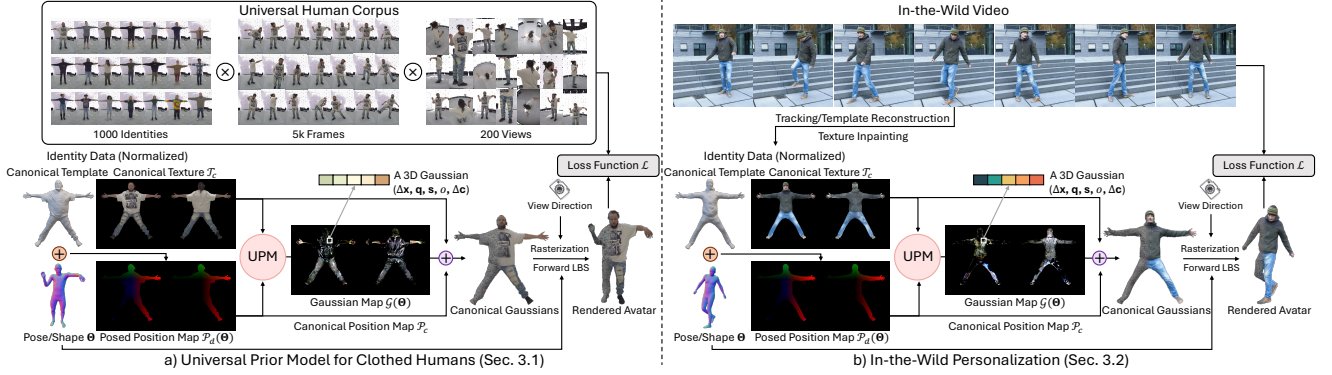 Universal Human Corpus
1000 Identities
5k Frames
200 Views
Identity Data (Normalized)
Canonical Template
Canonical Texture 𝒯c
A 3D Gaussian
(Δx, q, s, o, Δc)
Loss Function ℒ
View Direction
UPM
Rasterization
Forward LBS
Gaussian Map 𝒢(Θ)
Canonical Gaussians
Rendered Avatar
Canonical Position Map 𝒫c
Pose/Shape Θ
Posed Position Map 𝒫d(Θ)
a) Universal Prior Model for Clothed Humans (Sec. 3.1)
In-the-Wild Video
Tracking/Template Reconstruction
Texture Inpainting
Identity Data (Normalized)
Canonical Template
Canonical Texture 𝒯c
A 3D Gaussian
(Δx, q, s, o, Δc)
Loss Function ℒ
View Direction
UPM
Rasterization
Forward LBS
Gaussian Map 𝒢(Θ)
Canonical Gaussians
Rendered Avatar
Canonical Position Map 𝒫c
Pose/Shape Θ
Posed Position Map 𝒫d(Θ)
b) In-the-Wild Personalization (Sec. 3.2)